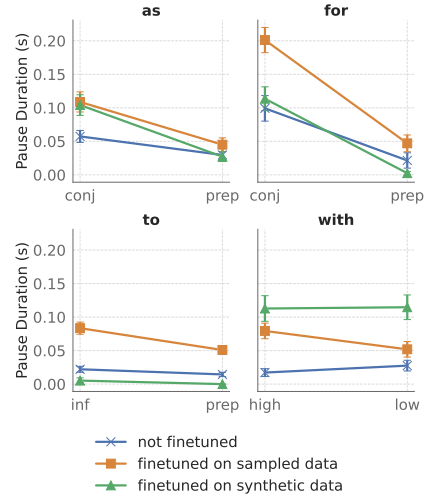 as
for
Pause Duration (s)
0.20
0.15
0.10
0.05
0.00
conj
prep
conj
prep
to
with
Pause Duration (s)
0.20
0.15
0.10
0.05
0.00
inf
prep
high
low
not finetuned
finetuned on sampled data
finetuned on synthetic data